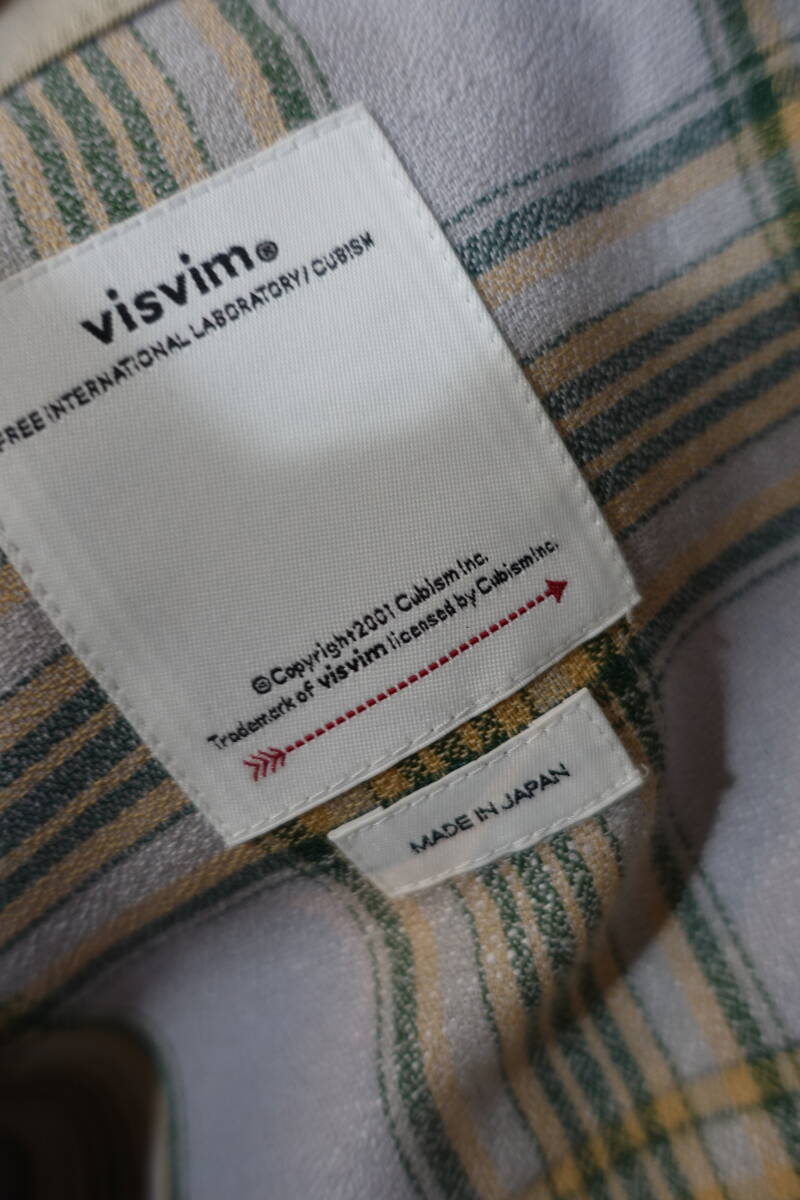 visvim®
FREE INTERNATIONAL LABORATORY/ CUBISM
©Copyright 2001 Cubism Inc.
Trademark of visvim licensed by Cubism Inc.
MADE IN JAPAN